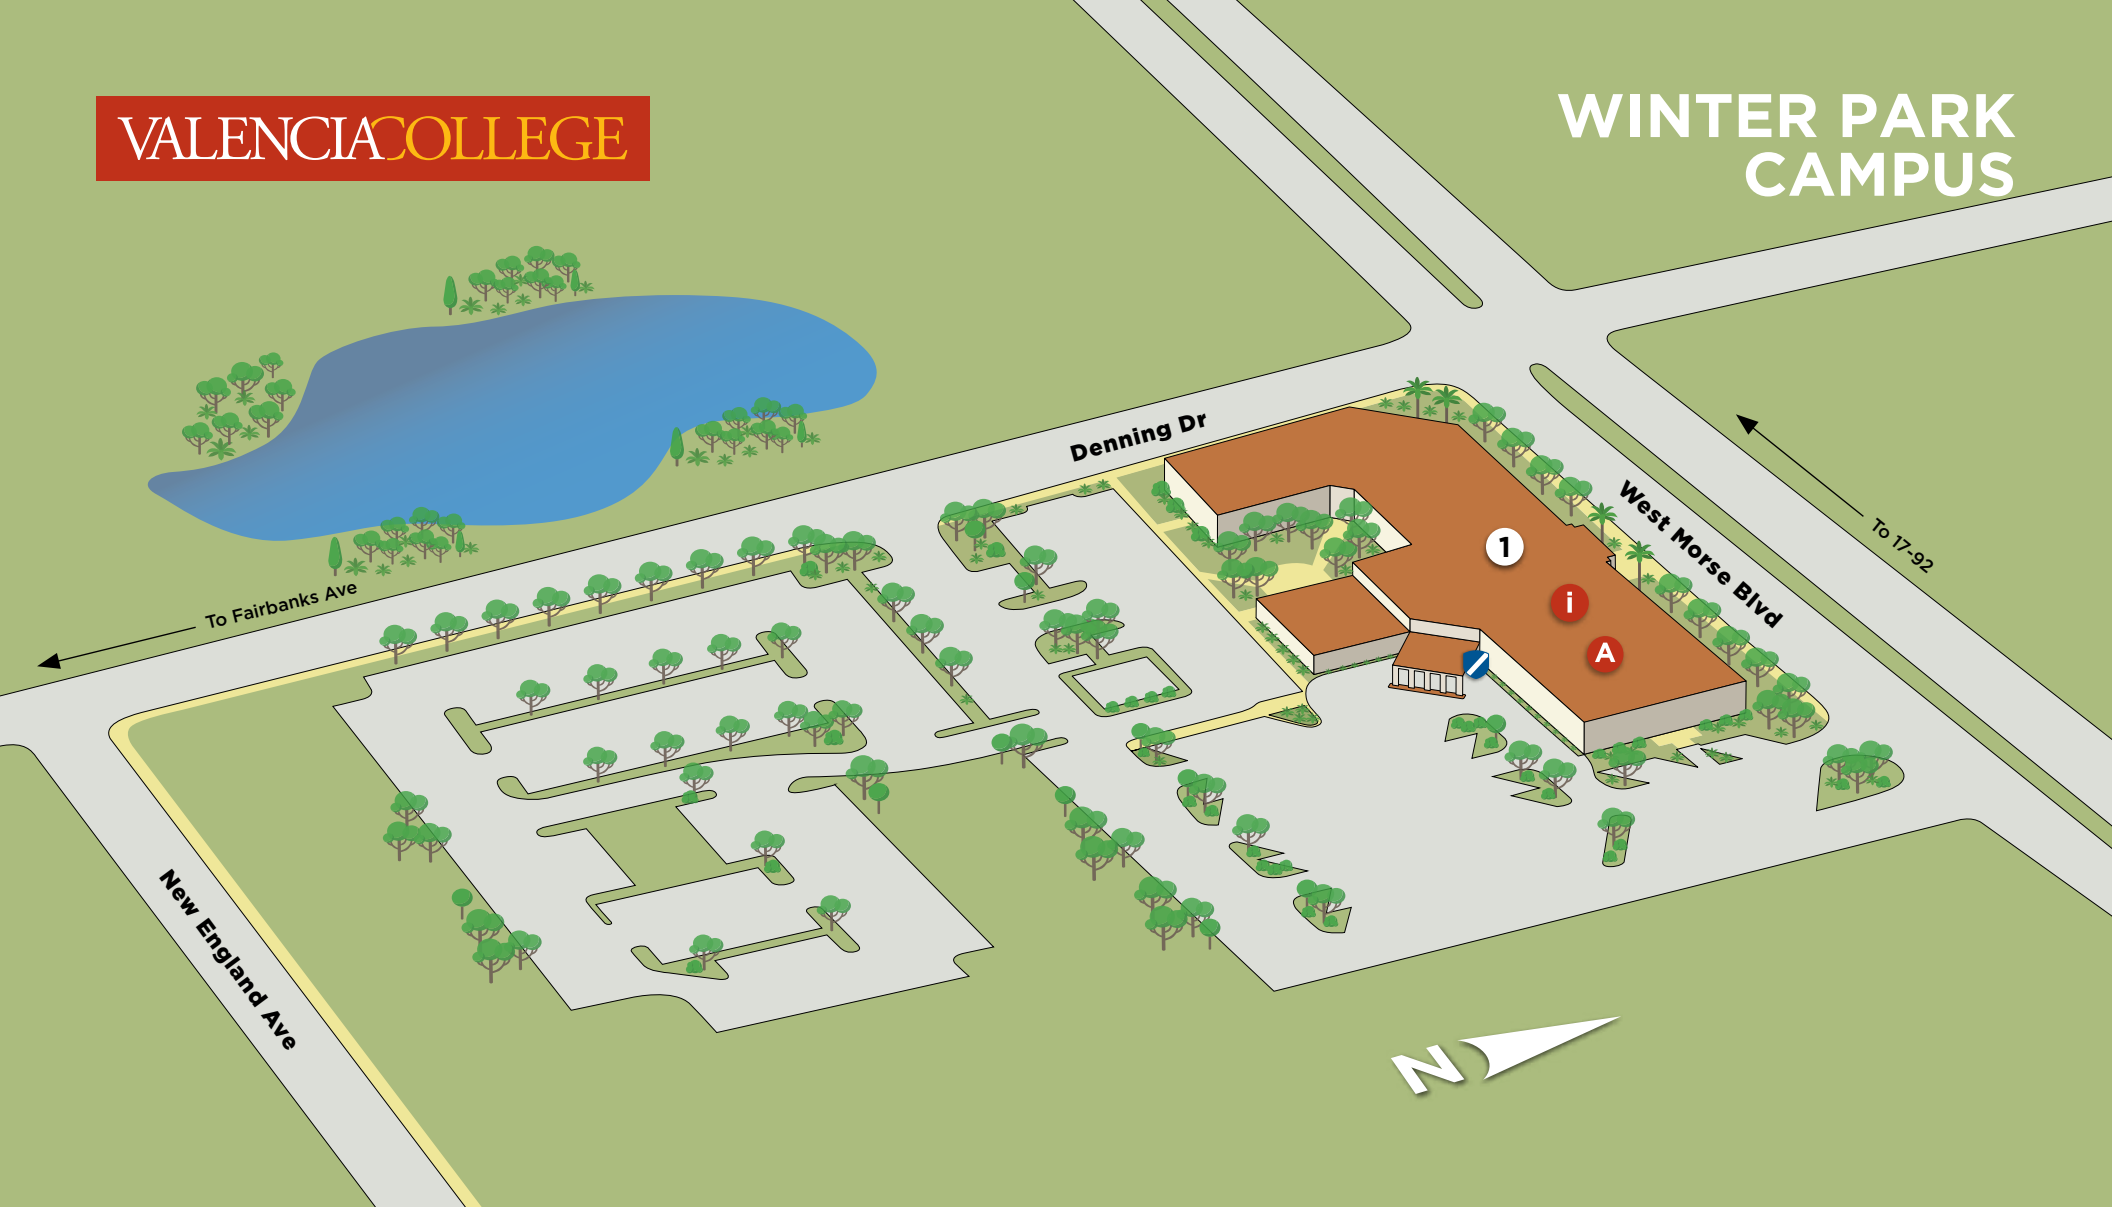 VALENCIACOLLEGE
WINTER PARK
CAMPUS
Denning Dr
West Morse Blvd
To 17-92
1
i
A
To Fairbanks Ave
New England Ave
N